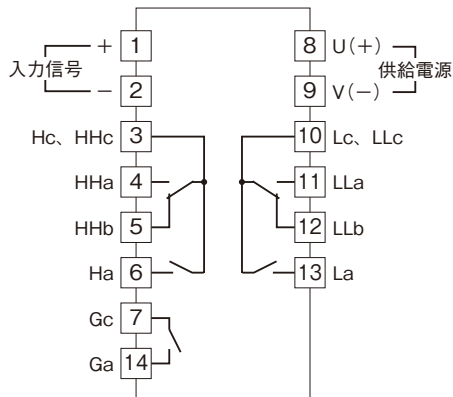 入力信号
+ 1
− 2
Hc、HHc 3
HHa 4
HHb 5
Ha 6
Gc 7
Ga 14
8 U(+)
9 V(−)
供給電源
10 Lc、LLc
11 LLa
12 LLb
13 La